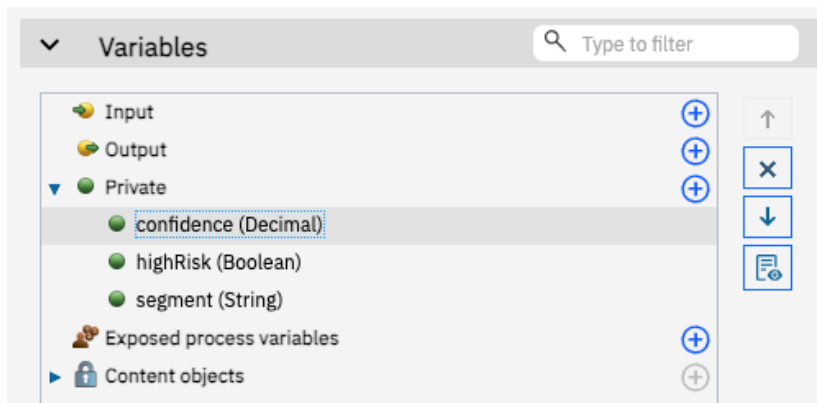 Variables
Type to filter
Input
Output
Private
confidence (Decimal)
highRisk (Boolean)
segment (String)
Exposed process variables
Content objects